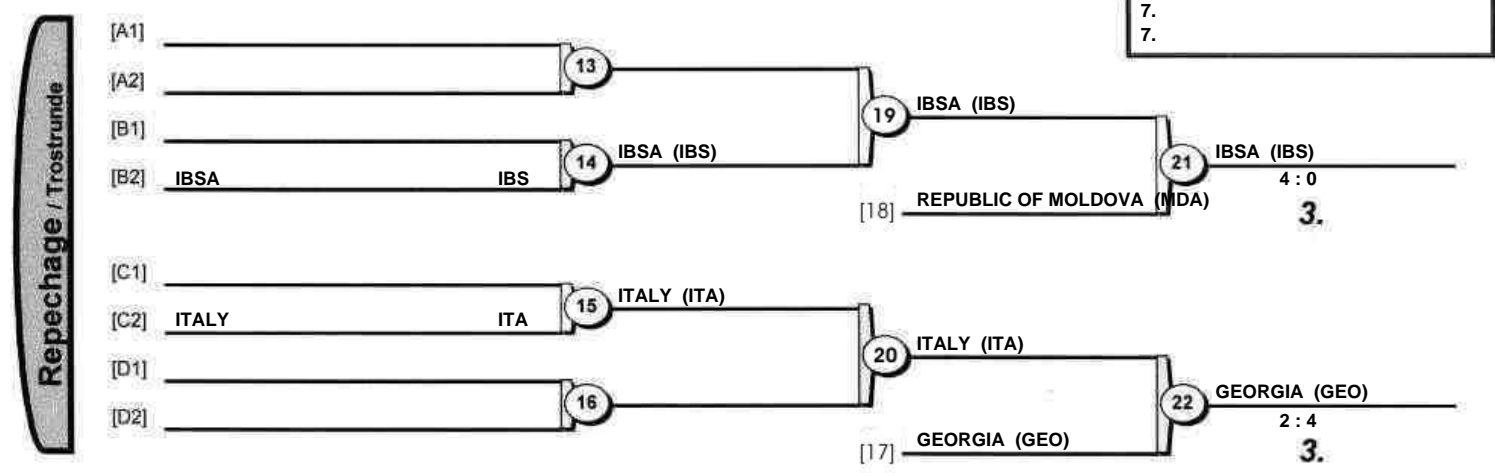 7.
7.
Repechage / Trostrunde
[A1]
13
[A2]
19
IBSA (IBS)
[B1]
14
IBSA (IBS)
21
IBSA (IBS)
[B2]
IBSA IBS
4 : 0
[18]
REPUBLIC OF MOLDOVA (MDA)
3.
[C1]
15
ITALY (ITA)
[C2]
ITALY ITA
20
ITALY (ITA)
[D1]
16
22
GEORGIA (GEO)
[D2]
2 : 4
[17]
GEORGIA (GEO)
3.